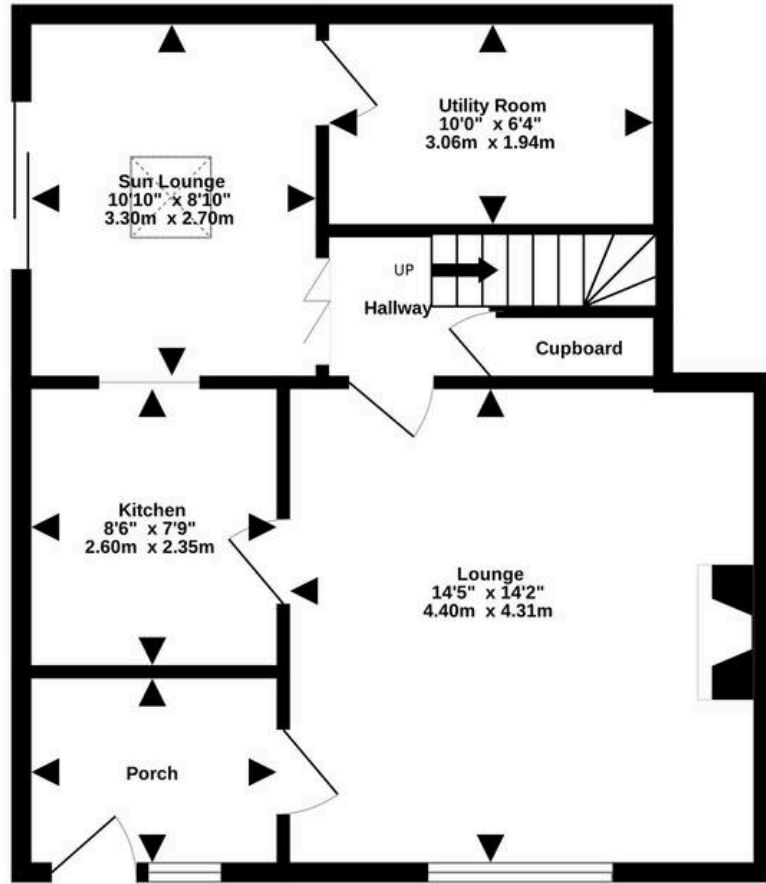 Utility Room
10'0" x 6'4"
3.06m x 1.94m
Sun Lounge
10'10" x 8'10"
3.30m x 2.70m
UP
Hallway
Cupboard
Kitchen
8'6" x 7'9"
2.60m x 2.35m
Lounge
14'5" x 14'2"
4.40m x 4.31m
Porch